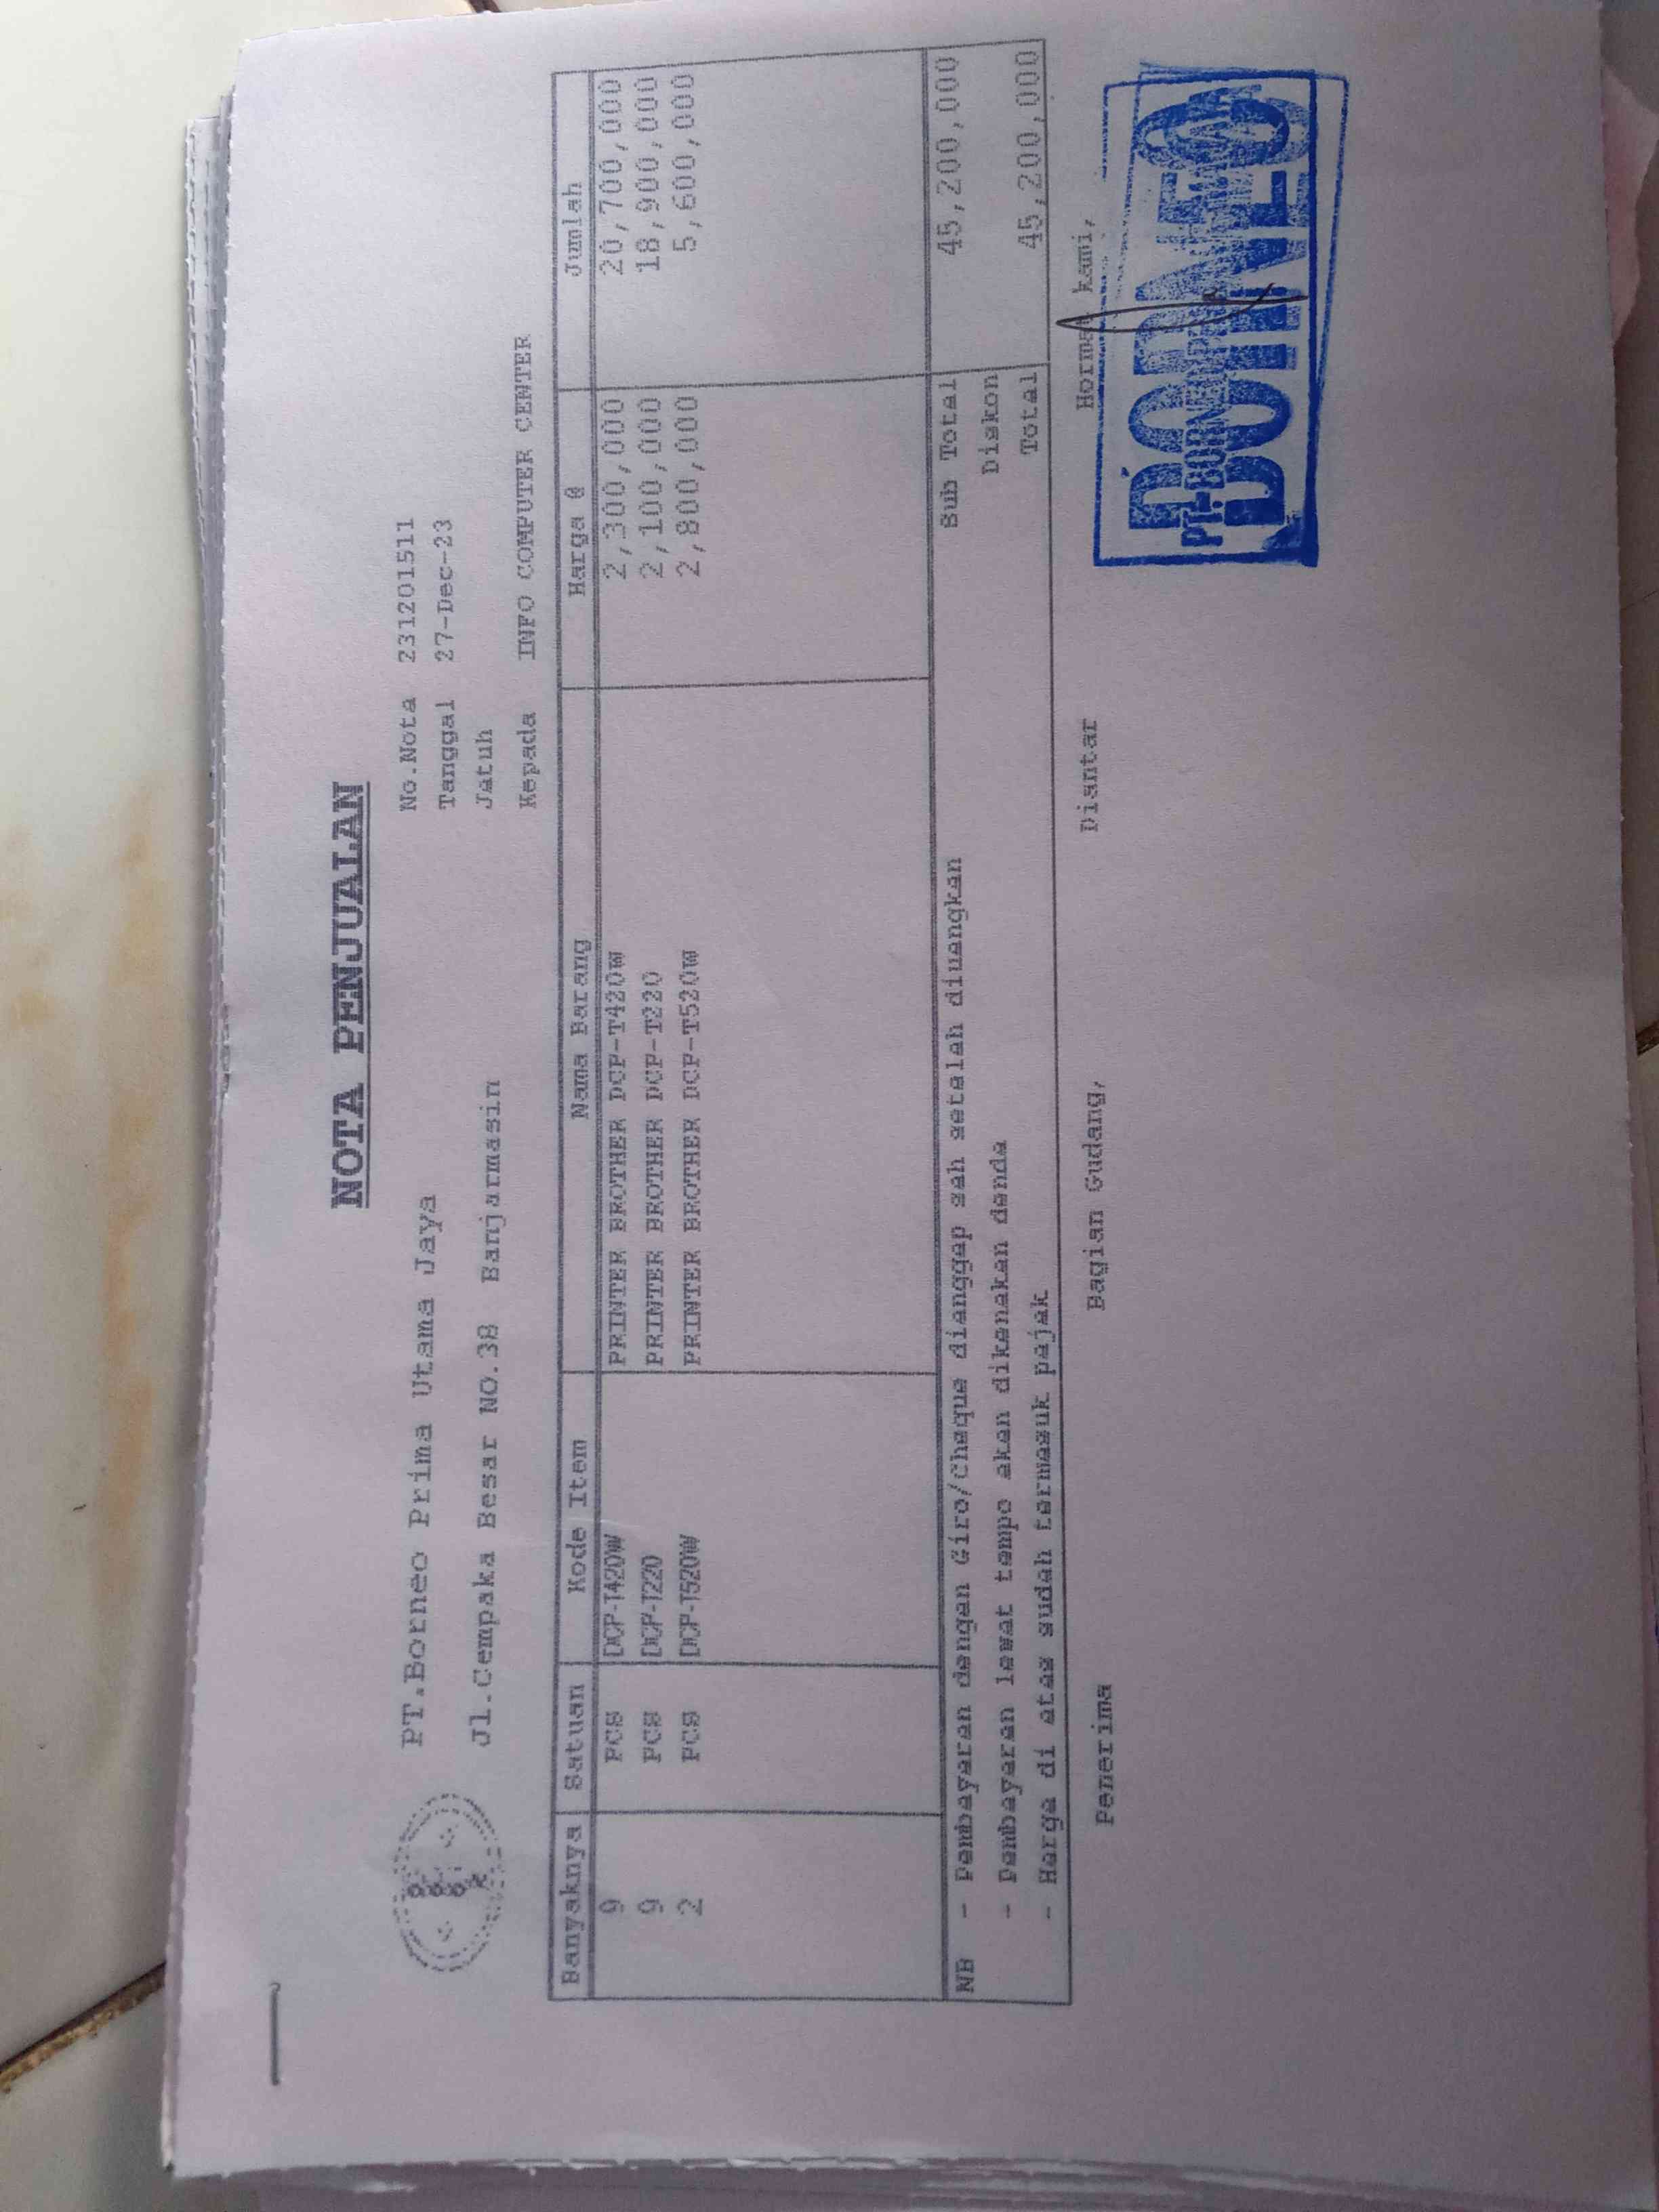 NOTA PENJUALAN
PT.Borneo Prima Utama Jaya
Jl.Cempaka Besar NO.38 Banjarmasin
No.Nota 231201511
Tanggal 27-Dec-23
Jatuh
Kepada INFO COMPUTER CENTER
Banyaknya Satuan Kode Item Nama Barang Harga @ Jumlah
9 PCS DCP-T420W PRINTER BROTHER DCP-T420W 2,300,000 20,700,000
9 PCS DCP-T220 PRINTER BROTHER DCP-T220 2,100,000 18,900,000
2 PCS DCP-T520W PRINTER BROTHER DCP-T520W 2,800,000 5,600,000
NB - Pembayaran dengan Giro/Cheque dianggap sah setelah diuangkan Sub Total 45,200,000
- Pembayaran lewat tempo akan dikenakan denda Diskon
- Harga di atas sudah termasuk pajak Total 45,200,000
Penerima Bagian Gudang, Diantar Hormat kami,
BORNEO